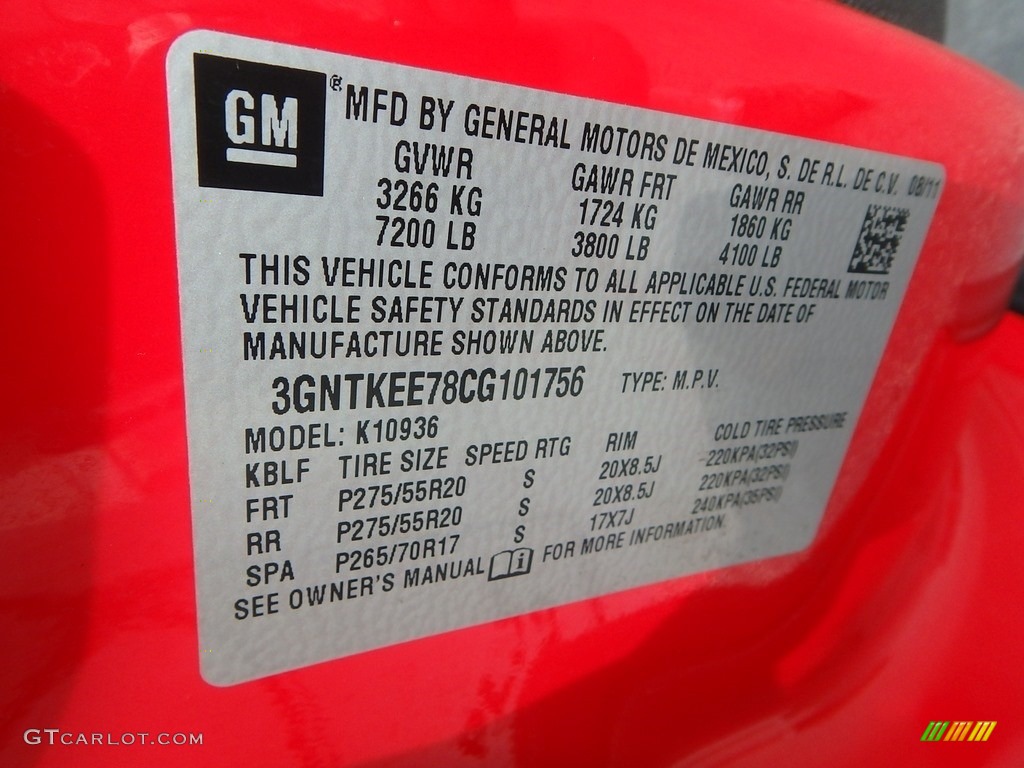 GM
® MFD BY GENERAL MOTORS DE MEXICO, S. DE R.L. DE C.V. 08/11
GVWR GAWR FRT GAWR RR
3266 KG 1724 KG 1860 KG
7200 LB 3800 LB 4100 LB
THIS VEHICLE CONFORMS TO ALL APPLICABLE U.S. FEDERAL MOTOR
VEHICLE SAFETY STANDARDS IN EFFECT ON THE DATE OF
MANUFACTURE SHOWN ABOVE.
3GNTKEE78CG101756 TYPE: M.P.V.
MODEL: K10936
KBLF TIRE SIZE SPEED RTG RIM COLD TIRE PRESSURE
FRT P275/55R20 S 20X8.5J 220KPA(32PSI)
RR P275/55R20 S 20X8.5J 220KPA(32PSI)
SPA P265/70R17 S 17X7J 240KPA(35PSI)
SEE OWNER'S MANUAL FOR MORE INFORMATION.
GTCARLOT.COM